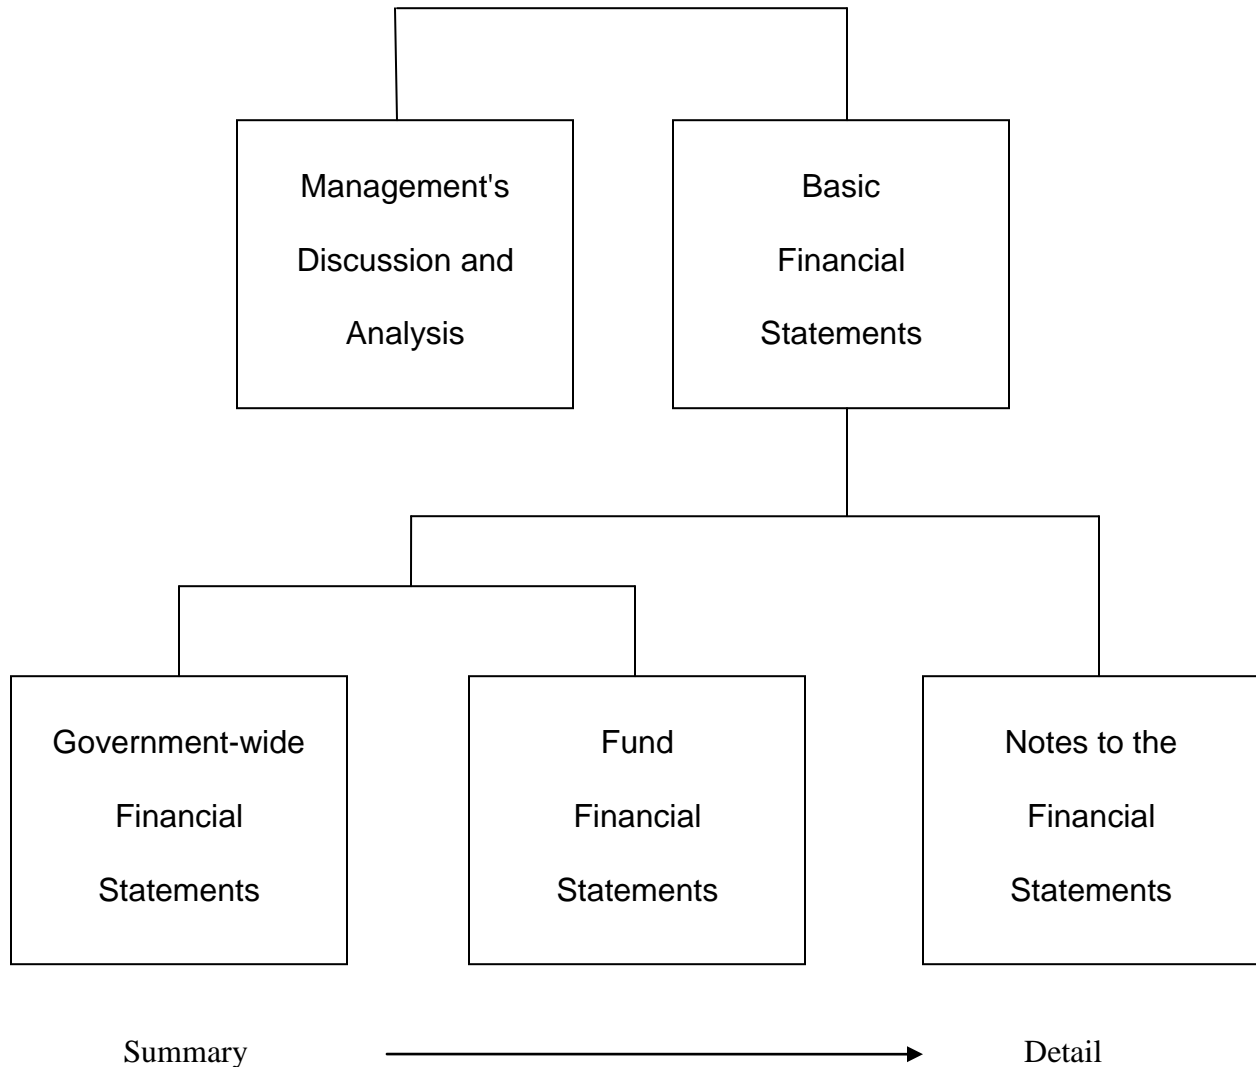 Management's
Discussion and
Analysis
Basic
Financial
Statements
Government-wide
Financial
Statements
Fund
Financial
Statements
Notes to the
Financial
Statements
Summary
Detail